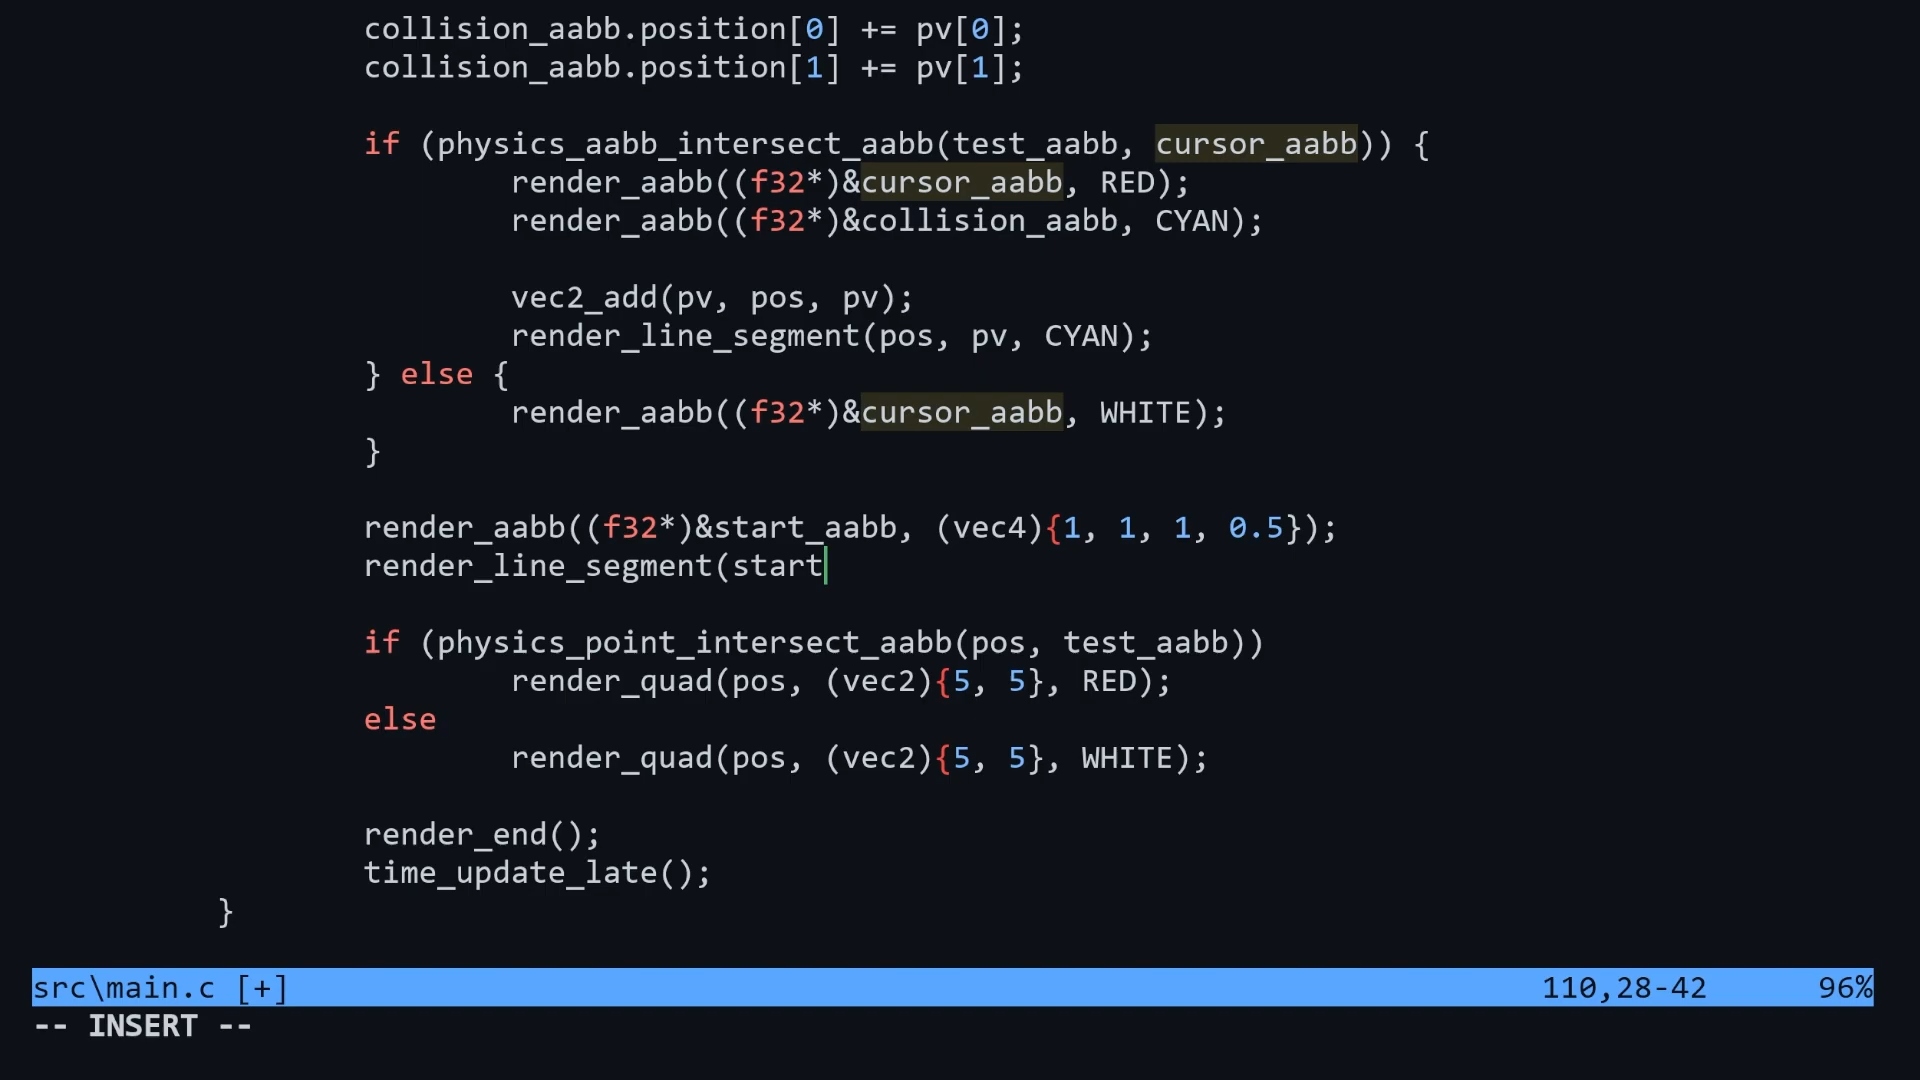 collision_aabb.position[0] += pv[0];
collision_aabb.position[1] += pv[1];
if (physics_aabb_intersect_aabb(test_aabb, cursor_aabb)) {
render_aabb((f32*)&cursor_aabb, RED);
render_aabb((f32*)&collision_aabb, CYAN);
vec2_add(pv, pos, pv);
render_line_segment(pos, pv, CYAN);
} else {
render_aabb((f32*)&cursor_aabb, WHITE);
}
render_aabb((f32*)&start_aabb, (vec4){1, 1, 1, 0.5});
render_line_segment(start
if (physics_point_intersect_aabb(pos, test_aabb))
render_quad(pos, (vec2){5, 5}, RED);
else
render_quad(pos, (vec2){5, 5}, WHITE);
render_end();
time_update_late();
}
src\main.c [+] 110,28-42 96%
-- INSERT --